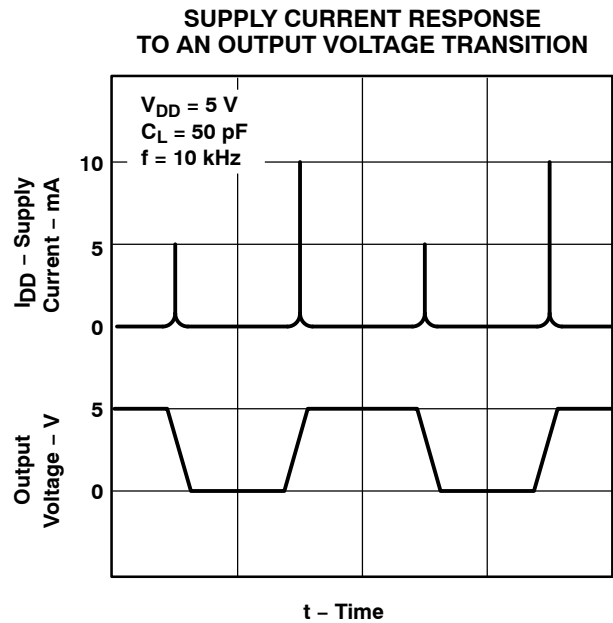 SUPPLY CURRENT RESPONSE
TO AN OUTPUT VOLTAGE TRANSITION
VDD = 5 V
CL = 50 pF
f = 10 kHz
10
5
0
IDD – Supply
Current – mA
5
0
Output
Voltage – V
t – Time